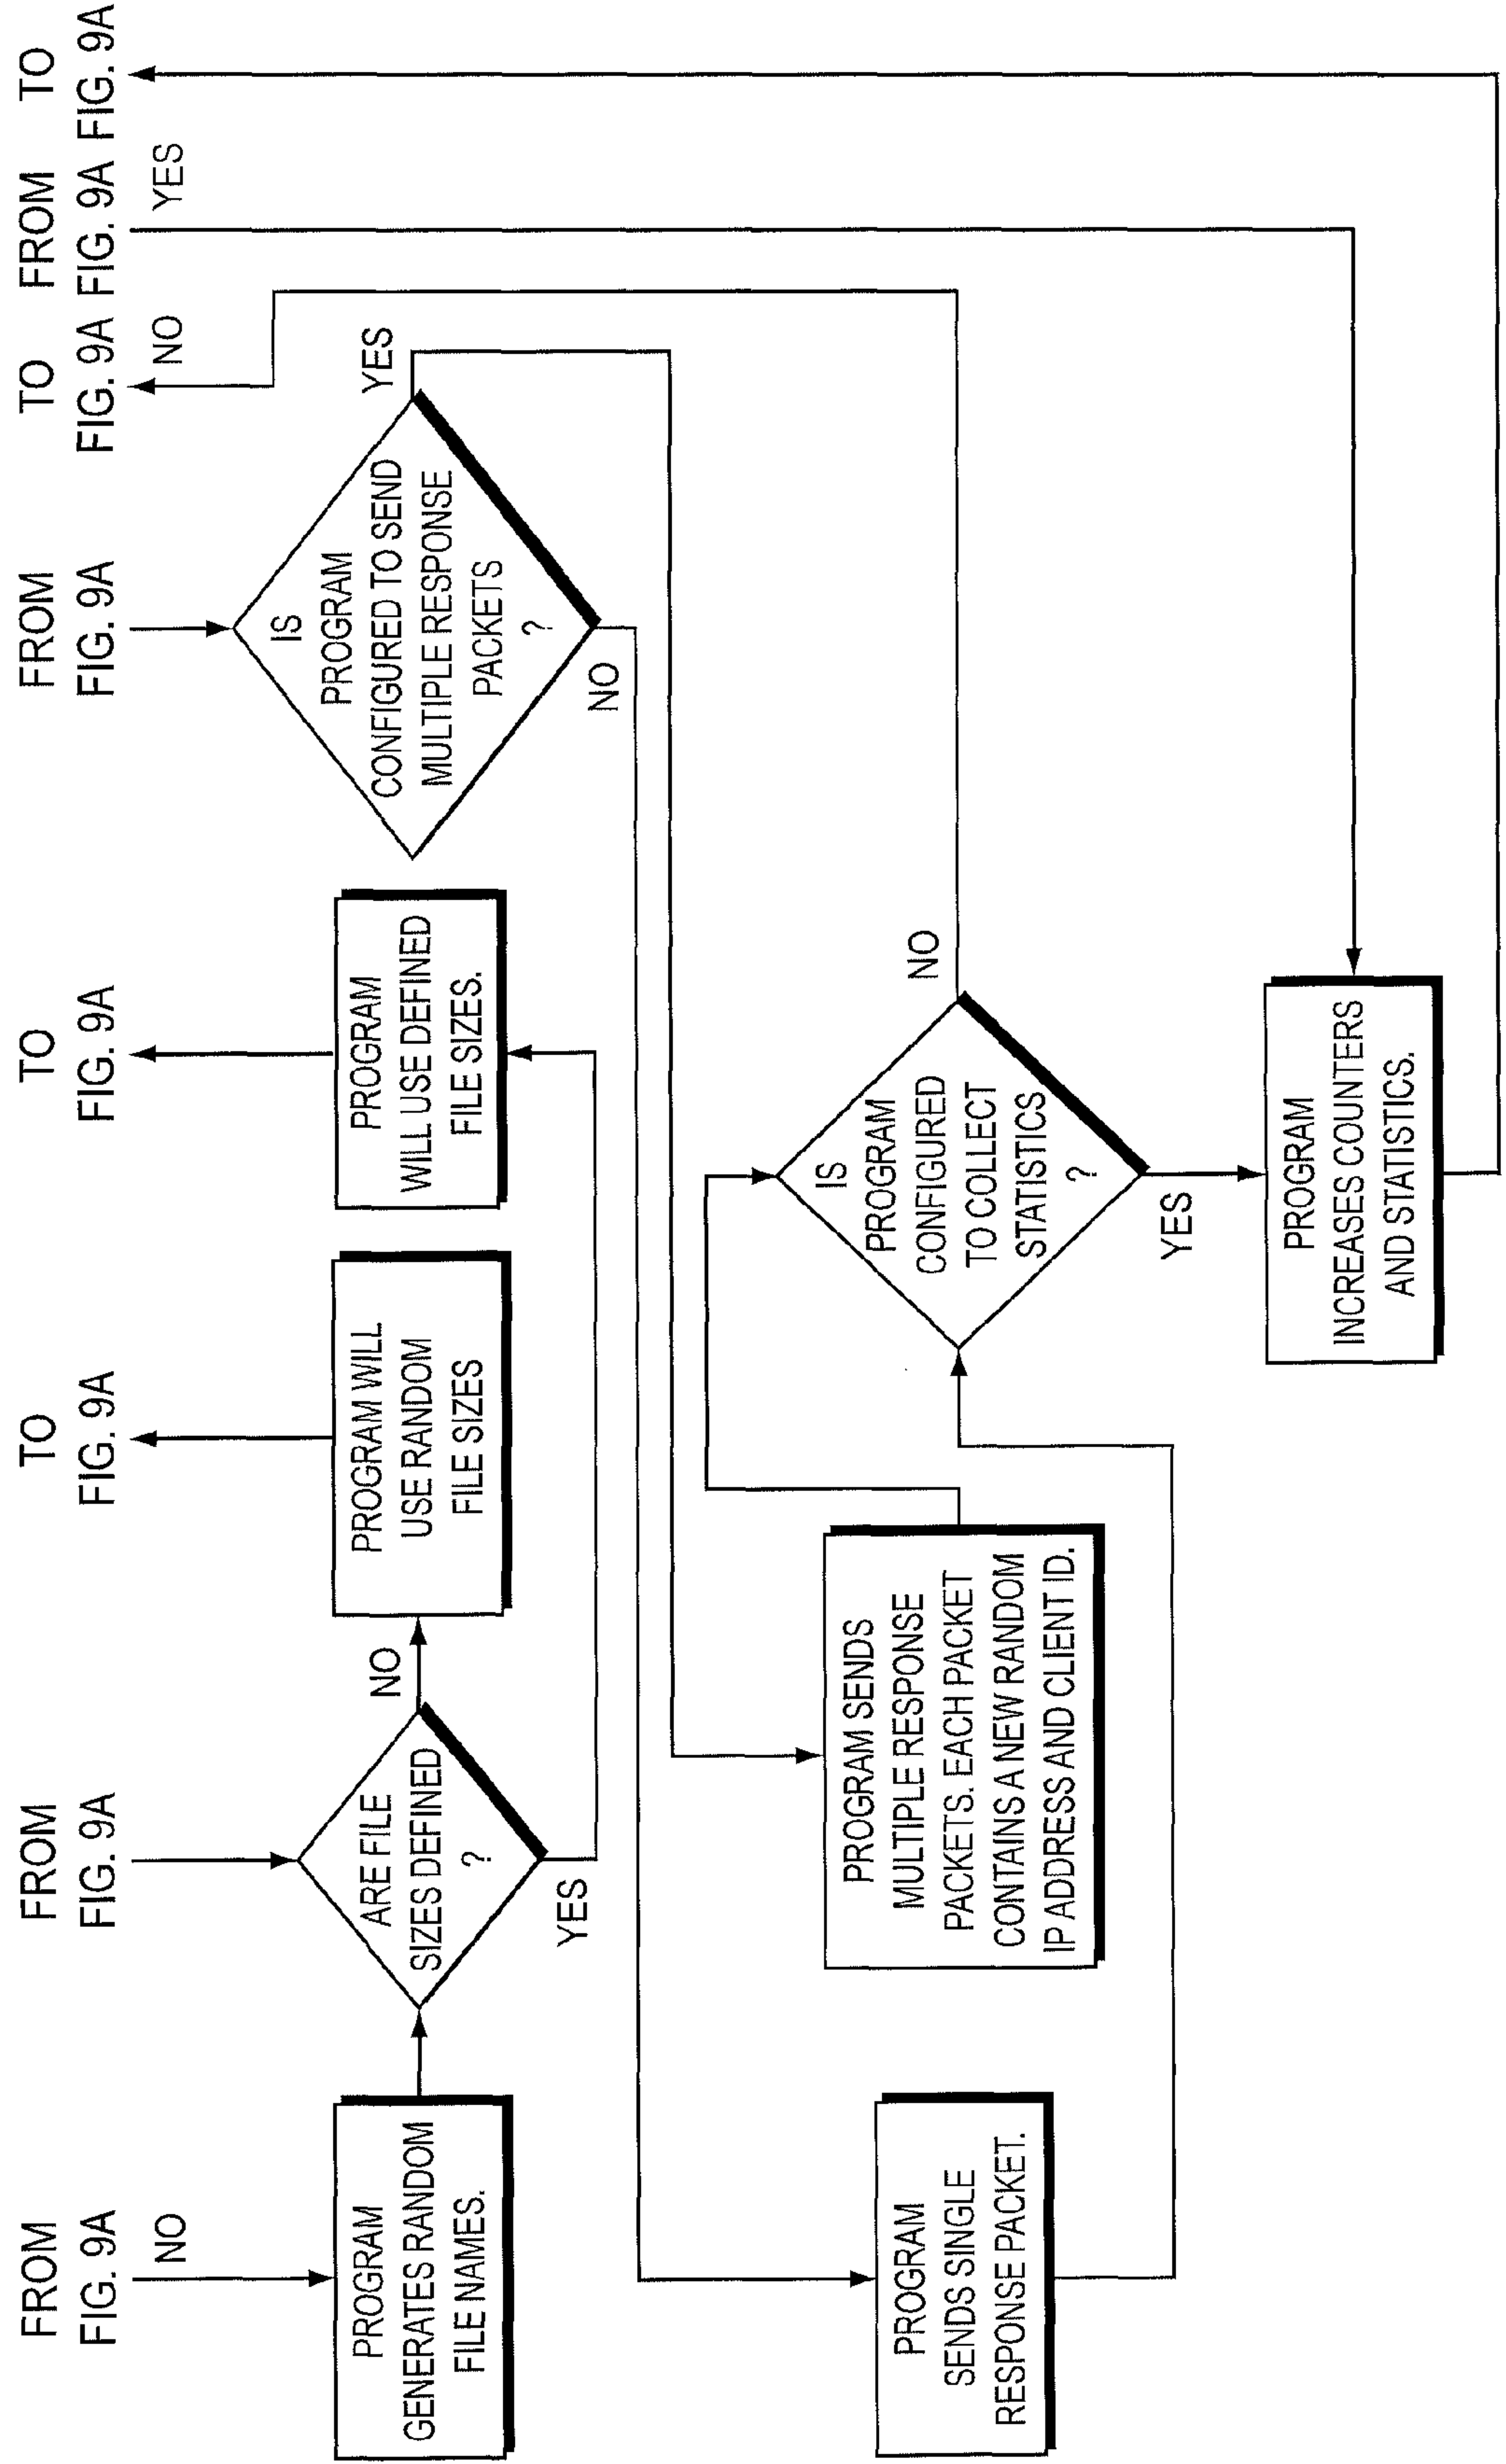 FROM
FIG. 9A
NO
FROM
FIG. 9A
TO
FIG. 9A
TO
FIG. 9A
FROM
FIG. 9A
TO
FIG. 9A
NO
FROM
FIG. 9A
YES
TO
FIG. 9A
PROGRAM
GENERATES RANDOM
FILE NAMES.
ARE FILE
SIZES DEFINED
?
NO
YES
PROGRAM WILL
USE RANDOM
FILE SIZES
PROGRAM
WILL USE DEFINED
FILE SIZES.
IS
PROGRAM
CONFIGURED TO SEND
MULTIPLE RESPONSE
PACKETS
?
YES
NO
PROGRAM
SENDS SINGLE
RESPONSE PACKET.
PROGRAM SENDS
MULTIPLE RESPONSE
PACKETS. EACH PACKET
CONTAINS A NEW RANDOM
IP ADDRESS AND CLIENT ID.
IS
PROGRAM
CONFIGURED
TO COLLECT
STATISTICS
?
NO
YES
PROGRAM
INCREASES COUNTERS
AND STATISTICS.